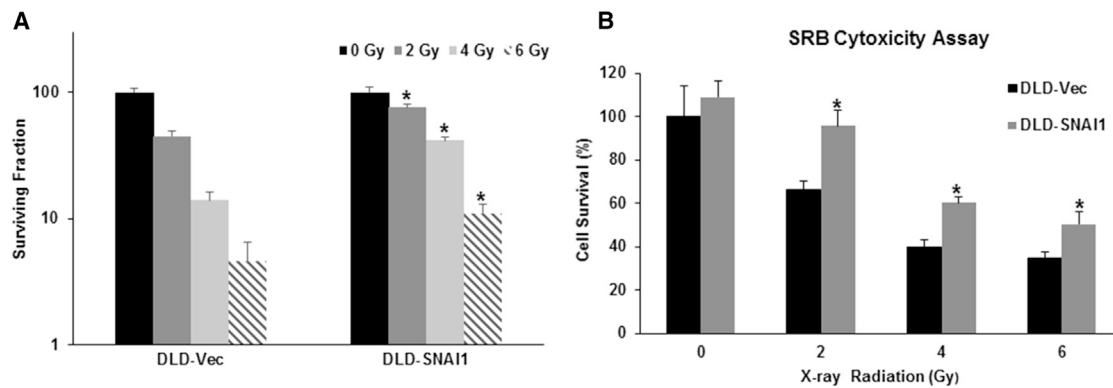 A
Surviving Fraction
100
10
1
0 Gy 2 Gy 4 Gy 6 Gy
* * *
DLD-Vec DLD-SNAI1
B
SRB Cytoxicity Assay
Cell Survival (%)
120
100
80
60
40
20
0
DLD-Vec
DLD-SNAI1
* * *
0 2 4 6
X-ray Radiation (Gy)